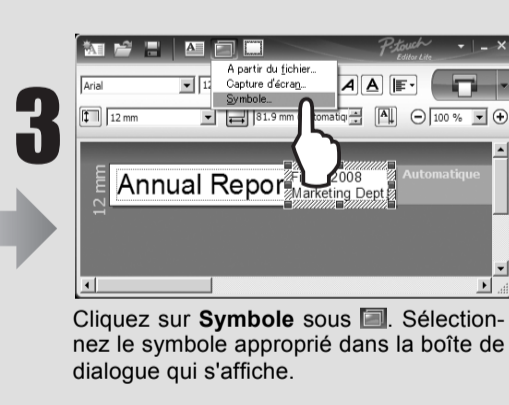 3
P-touch
Editor Lite
A partir du fichier...
Capture d'écran...
Symbole...
Arial
12
A A
12 mm
81.9 mm
100 %
12 mm
Annual Repor
2008
Marketing Dept
Automatique
Cliquez sur Symbole sous . Sélection-
nez le symbole approprié dans la boîte de
dialogue qui s'affiche.